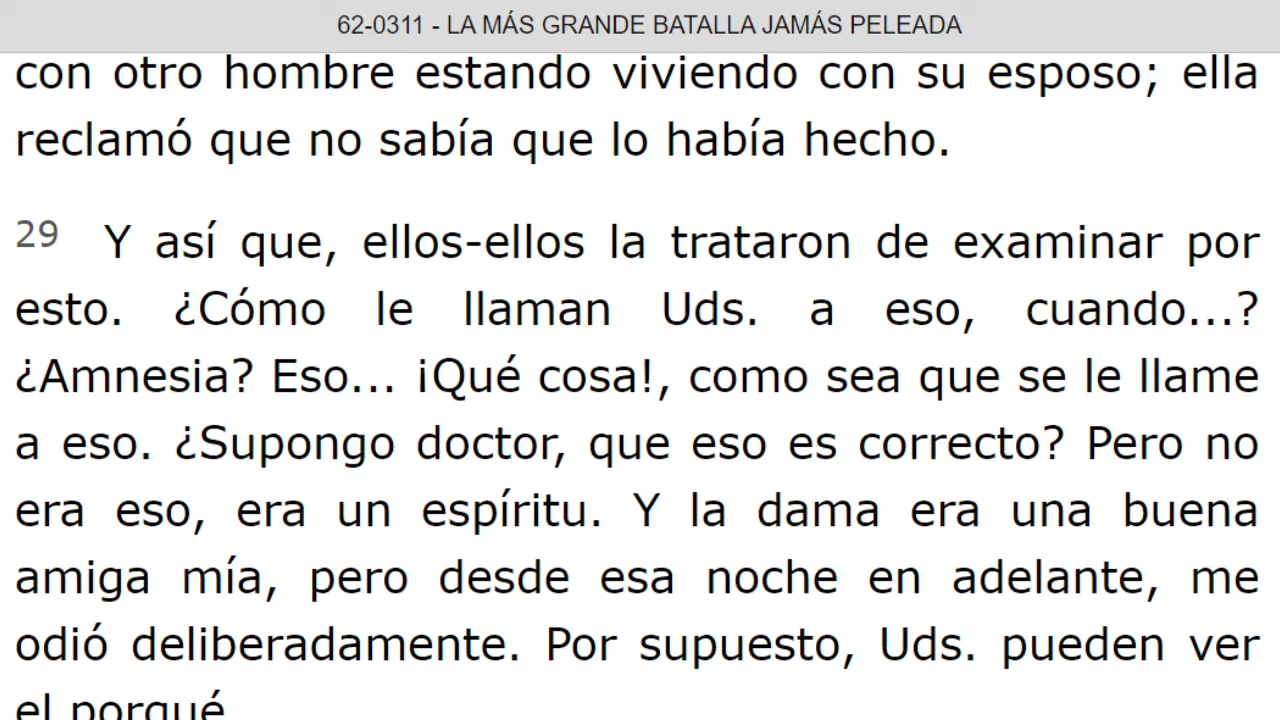 62-0311 - LA MÁS GRANDE BATALLA JAMÁS PELEADA
con otro hombre estando viviendo con su esposo; ella
reclamó que no sabía que lo había hecho.
29 Y así que, ellos-ellos la trataron de examinar por
esto. ¿Cómo le llaman Uds. a eso, cuando...?
¿Amnesia? Eso... ¡Qué cosa!, como sea que se le llame
a eso. ¿Supongo doctor, que eso es correcto? Pero no
era eso, era un espíritu. Y la dama era una buena
amiga mía, pero desde esa noche en adelante, me
odió deliberadamente. Por supuesto, Uds. pueden ver
el porqué